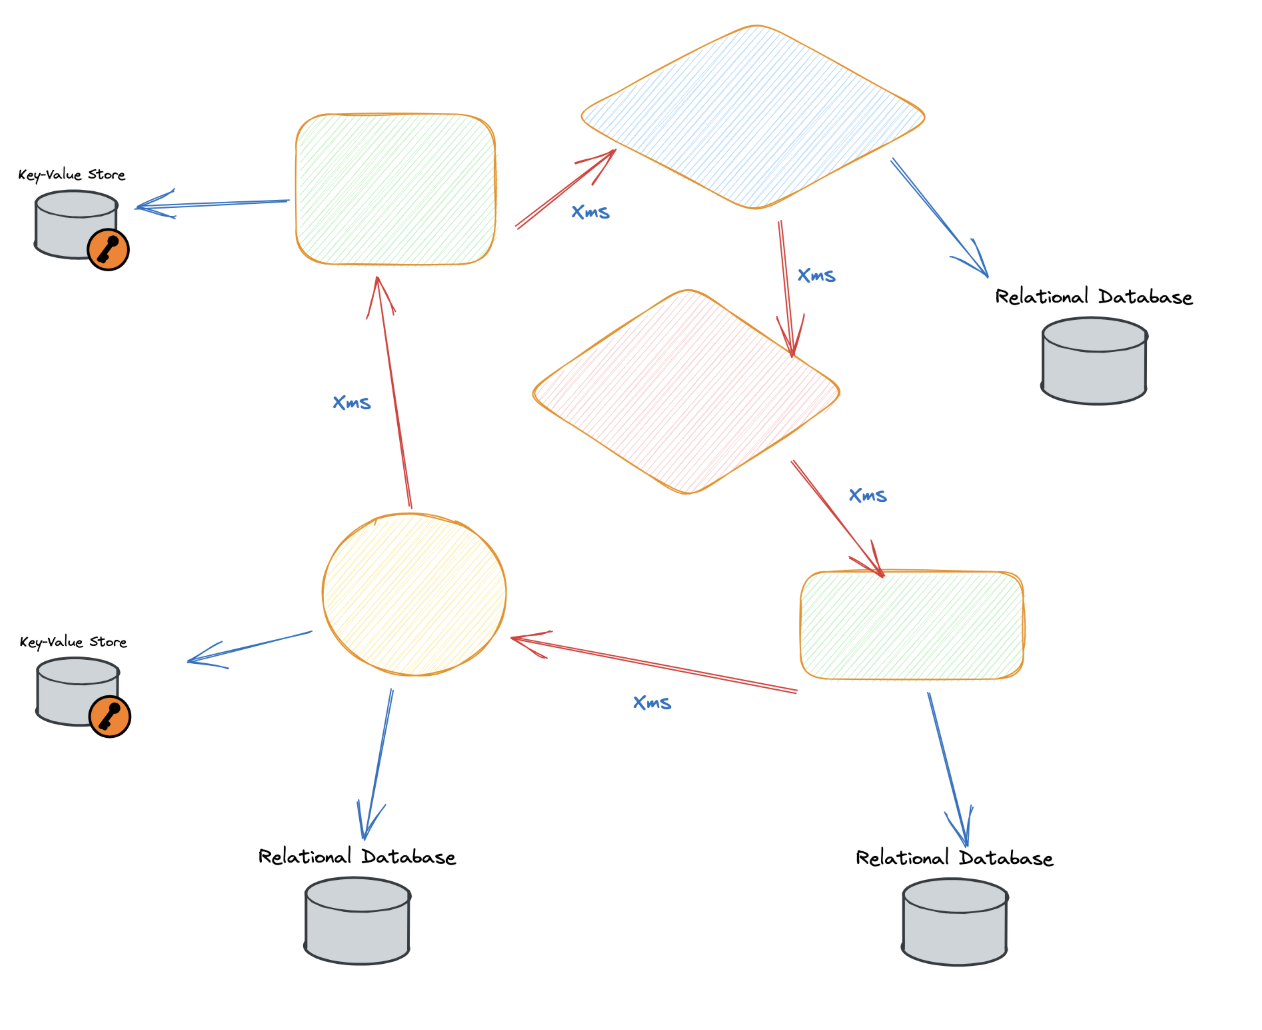 Key-Value Store
Xms
Xms
Relational Database
Xms
Xms
Key-Value Store
Xms
Relational Database
Relational Database